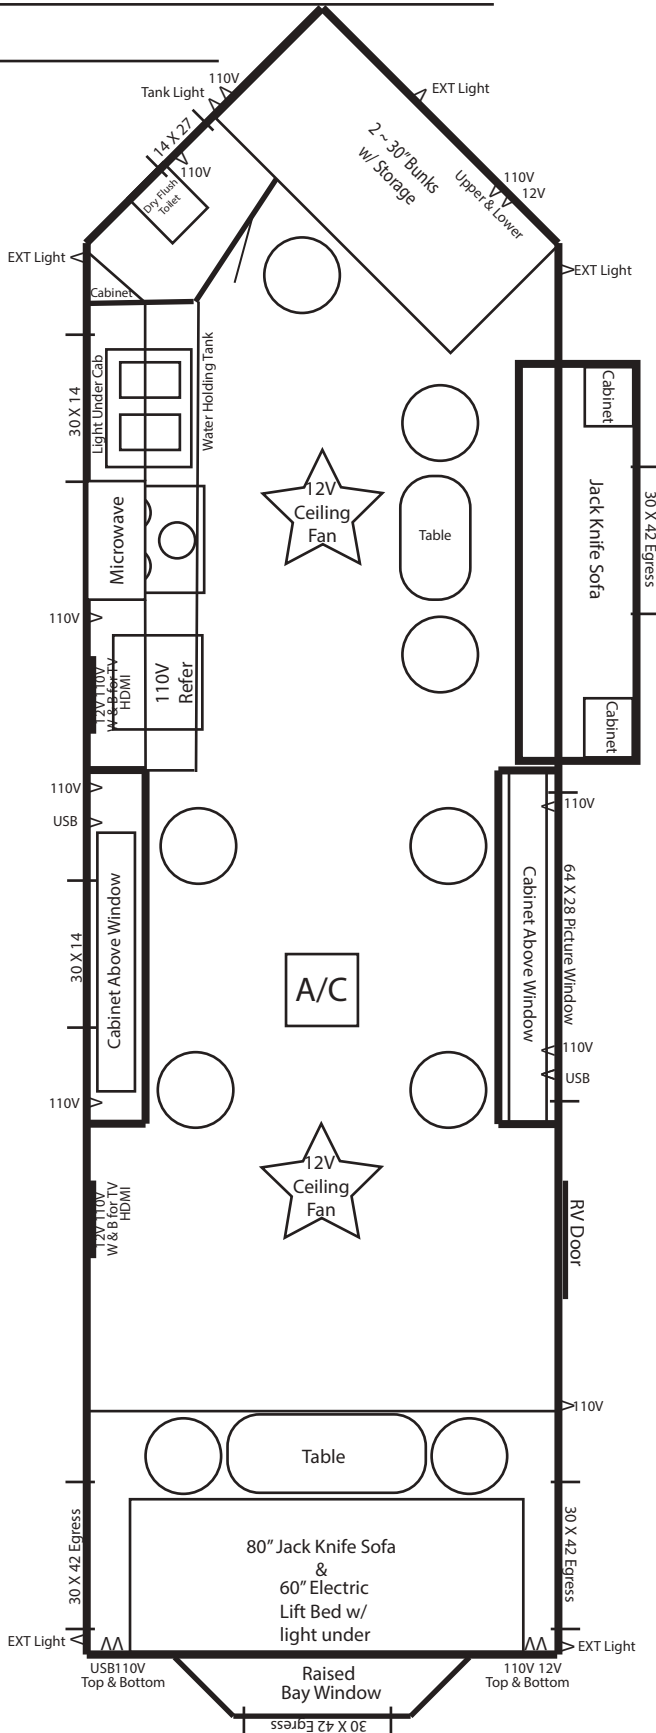 110V
Tank Light
EXT Light
14 X 27
110V
Dry Flush
Toilet
2 ~ 30" Bunks
w/ Storage
Upper & Lower
110V
12V
EXT Light
EXT Light
Cabinet
30 X 14
Light Under Cab
Water Holding Tank
12V
Ceiling
Fan
Table
Cabinet
Jack Knife Sofa
30 X 42 Egress
Cabinet
Microwave
110V
12V 110V
W & B for TV
HDMI
110V
Refer
110V
USB
30 X 14
Cabinet Above Window
110V
A/C
110V
Cabinet Above Window
64 X 28 Picture Window
110V
USB
12V
Ceiling
Fan
12V 110V
W & B for TV
HDMI
RV Door
110V
Table
30 X 42 Egress
30 X 42 Egress
80" Jack Knife Sofa
&
60" Electric
Lift Bed w/
light under
EXT Light
EXT Light
USB110V
Top & Bottom
110V 12V
Top & Bottom
Raised
Bay Window
30 X 42 Egress